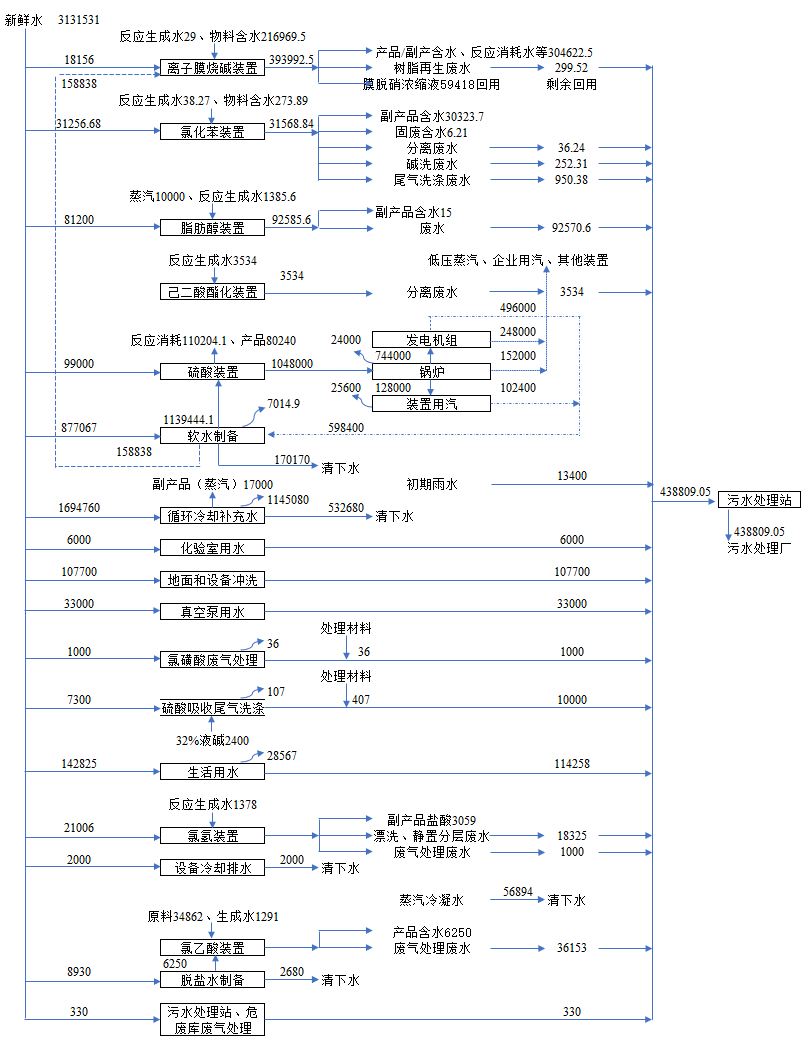 新鲜水 3131531
反应生成水29、物料含水216969.5
18156 离子膜烧碱装置 393992.5 产品/副产含水、反应消耗水等304622.5
树脂再生废水 299.52
158838 膜脱硝浓缩液59418回用 剩余回用
反应生成水38.27、物料含水273.89
31256.68 氯化苯装置 31568.84 副产品含水30323.7
固废含水6.21
分离废水 36.24
碱洗废水 252.31
尾气洗涤废水 950.38
蒸汽10000、反应生成水1385.6
81200 脂肪醇装置 92585.6 副产品含水15
废水 92570.6
反应生成水3534 低压蒸汽、企业用汽、其他装置
己二酸酯化装置 3534 分离废水 3534
496000
反应消耗110204.1、产品80240 24000 发电机组 248000
744000 152000
99000 硫酸装置 1048000 锅炉
25600 128000 102400
装置用汽
7014.9
1139444.1
877067 软水制备 598400
158838
170170 清下水
副产品（蒸汽）17000 初期雨水 13400
1145080
1694760 循环冷却补充水 532680 清下水 438809.05 污水处理站
438809.05
污水处理厂
6000 化验室用水 6000
107700 地面和设备冲洗 107700
33000 真空泵用水 33000
处理材料
36
1000 氯磺酸废气处理 36 1000
处理材料
107
7300 硫酸吸收尾气洗涤 407 10000
32%液碱2400
28567
142825 生活用水 114258
反应生成水1378
副产品盐酸3059
21006 氯氢装置 漂洗、静置分层废水 18325
废气处理废水 1000
2000 设备冷却排水 2000 清下水
蒸汽冷凝水 56894 清下水
原料34862、生成水1291
产品含水6250
氯乙酸装置 废气处理废水 36153
6250
8930 脱盐水制备 2680 清下水
330 污水处理站、危 330
废库废气处理